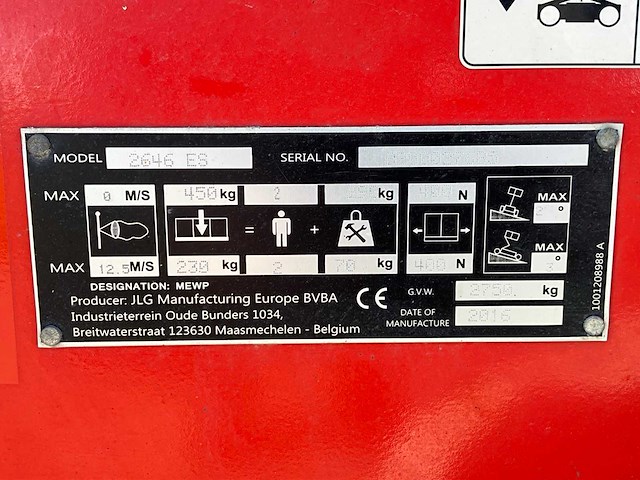 MODEL 2646 ES SERIAL NO.
MAX 0 M/S 450 kg 2 kg 400 N
= + MAX 2°
MAX °
MAX 12.5 M/S 230 kg 2 70 kg 400 N
DESIGNATION: MEWP
Producer: JLG Manufacturing Europe BVBA
Industrieterrein Oude Bunders 1034,
Breitwaterstraat 123630 Maasmechelen - Belgium
CE
G.V.W. 2750 kg
DATE OF MANUFACTURE 2016
1001208988 A